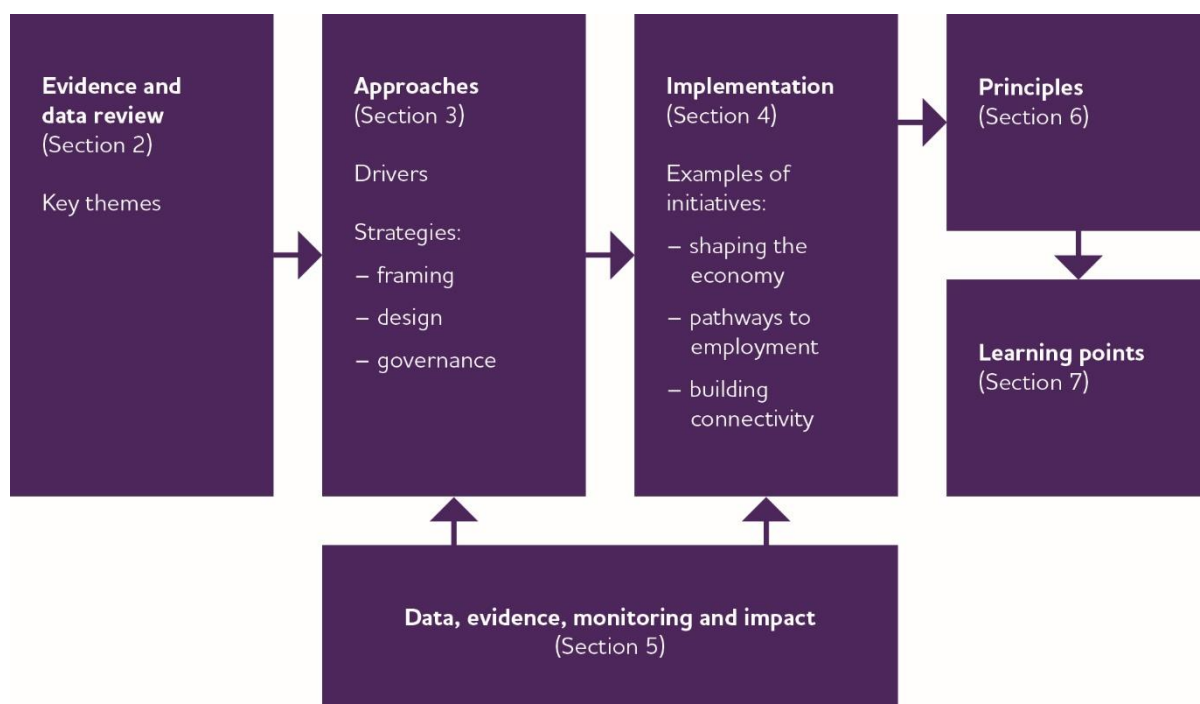 Evidence and
data review
(Section 2)
Key themes
Approaches
(Section 3)
Drivers
Strategies:
– framing
– design
– governance
Implementation
(Section 4)
Examples of
initiatives:
– shaping the
economy
– pathways to
employment
– building
connectivity
Principles
(Section 6)
Learning points
(Section 7)
Data, evidence, monitoring and impact
(Section 5)